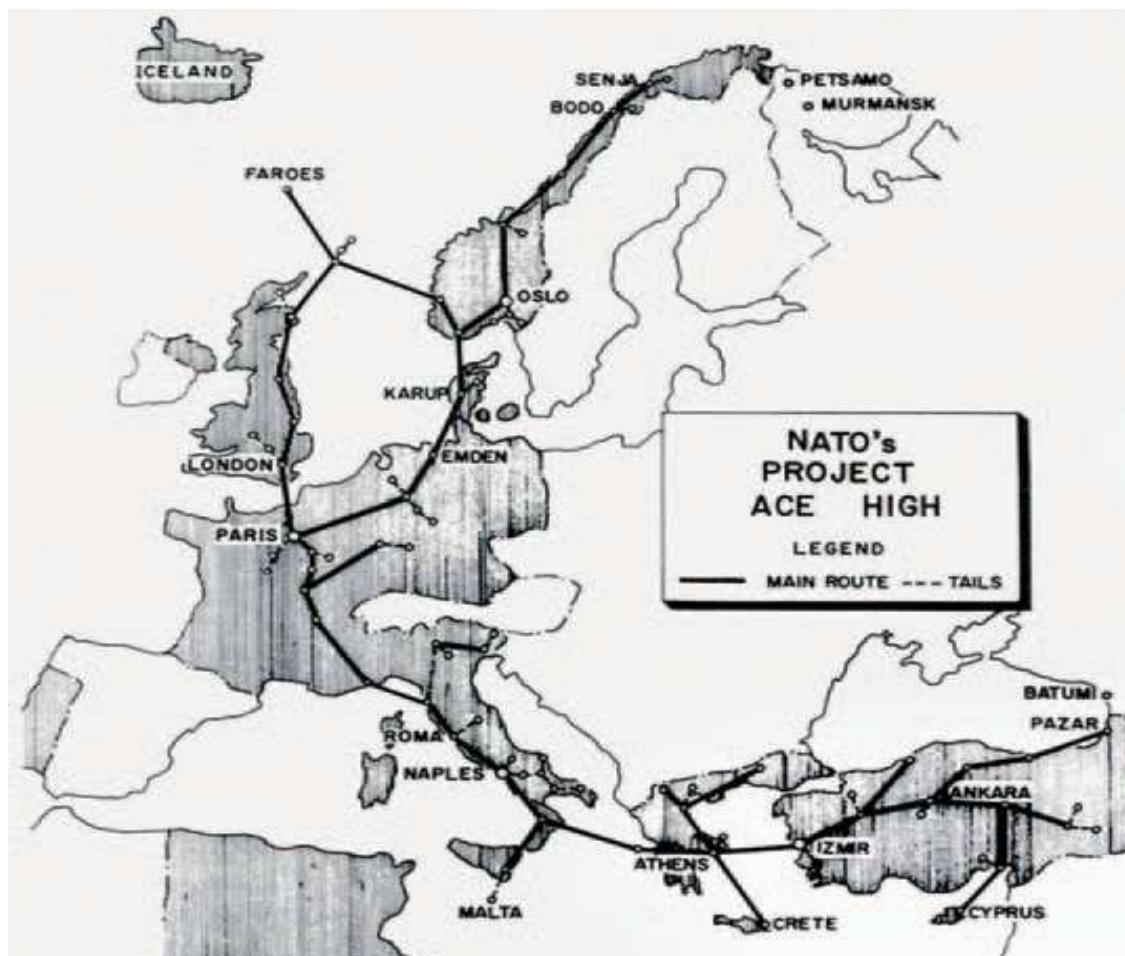 ICELAND
SENJA
PETSAMO
BODO
MURMANSK
FAROES
OSLO
KARUP
LONDON
EMDEN
PARIS
NATO's
PROJECT
ACE HIGH
LEGEND
MAIN ROUTE --- TAILS
BATUMI
PAZAR
ROMA
NAPLES
ANKARA
ATHENS
IZMIR
MALTA
CRETE
CYPRUS